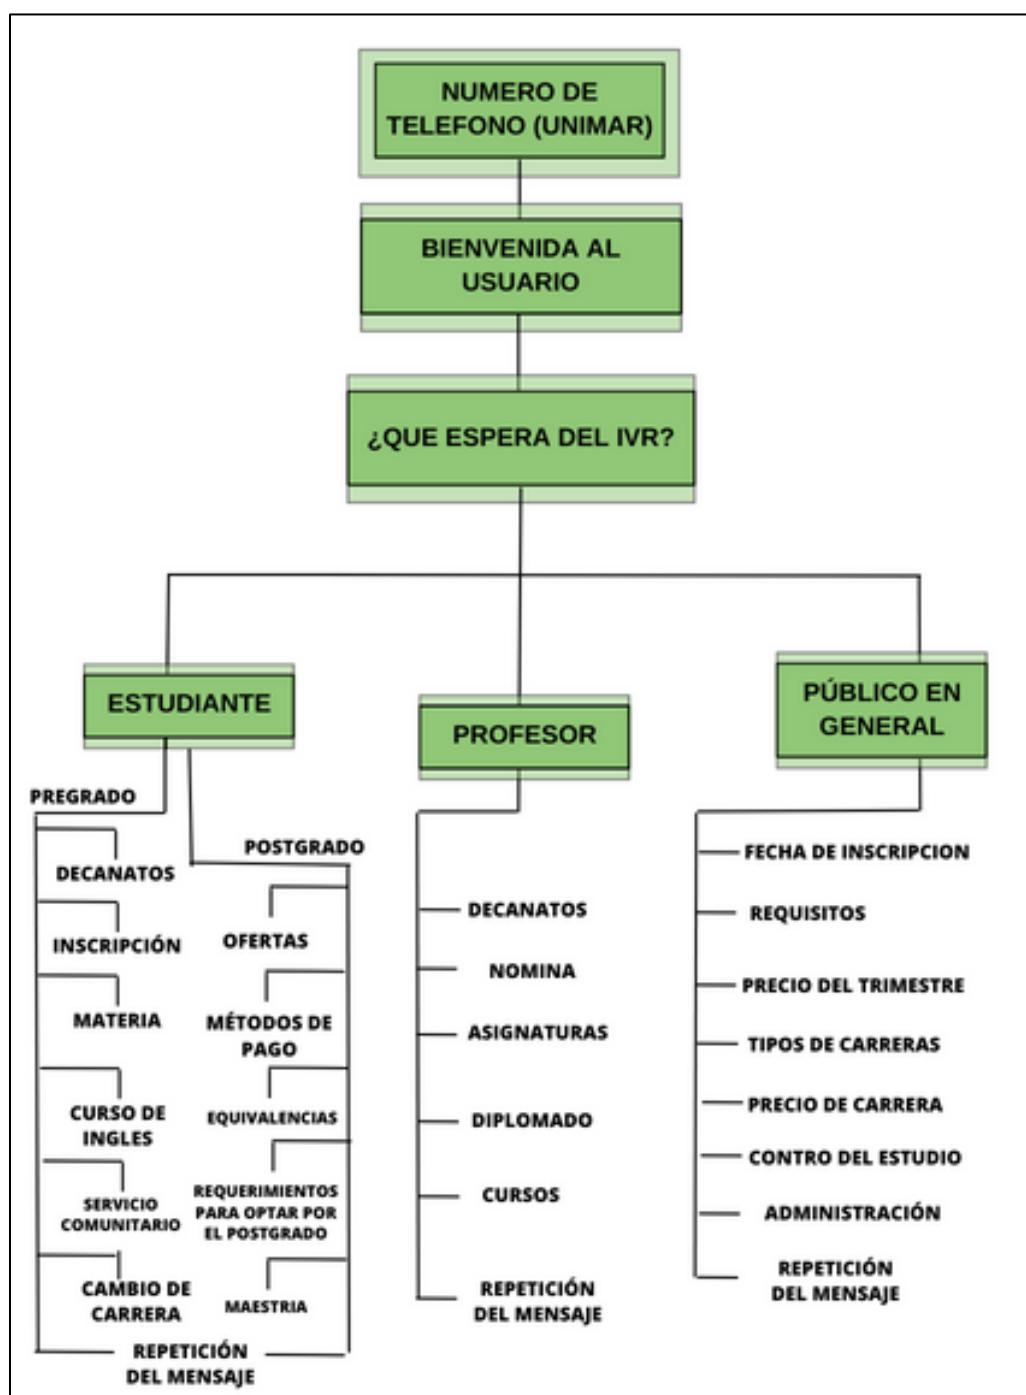 NUMERO DE
TELEFONO (UNIMAR)
BIENVENIDA AL
USUARIO
¿QUE ESPERA DEL IVR?
ESTUDIANTE
PREGRADO
DECANATOS
INSCRIPCIÓN
MATERIA
CURSO DE
INGLES
SERVICIO
COMUNITARIO
CAMBIO DE
CARRERA
POSTGRADO
OFERTAS
MÉTODOS DE
PAGO
EQUIVALENCIAS
REQUERIMIENTOS
PARA OPTAR POR
EL POSTGRADO
MAESTRIA
REPETICIÓN
DEL MENSAJE
PROFESOR
DECANATOS
NOMINA
ASIGNATURAS
DIPLOMADO
CURSOS
REPETICIÓN
DEL MENSAJE
PÚBLICO EN
GENERAL
FECHA DE INSCRIPCION
REQUISITOS
PRECIO DEL TRIMESTRE
TIPOS DE CARRERAS
PRECIO DE CARRERA
CONTRO DEL ESTUDIO
ADMINISTRACIÓN
REPETICIÓN
DEL MENSAJE